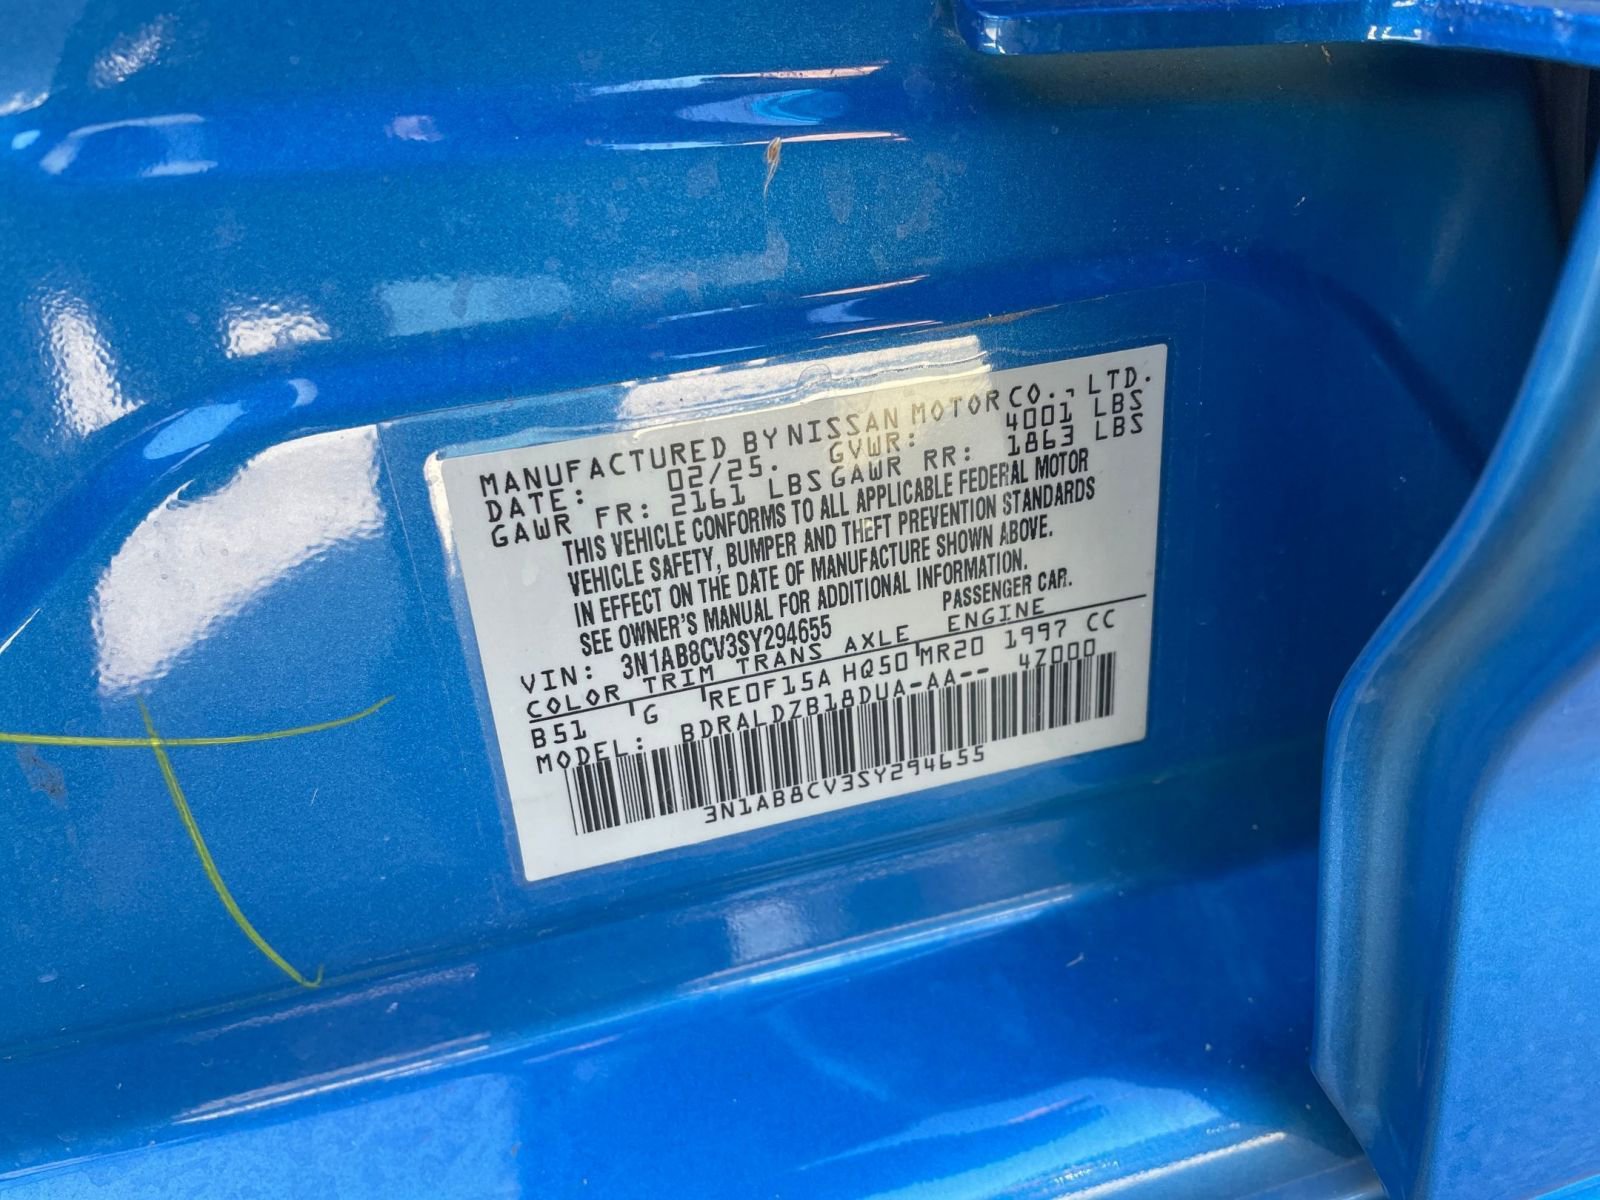 MANUFACTURED BY NISSAN MOTOR CO., LTD.
DATE: 02/25. GVWR: 4001 LBS
GAWR FR: 2161 LBS GAWR RR: 1863 LBS
THIS VEHICLE CONFORMS TO ALL APPLICABLE FEDERAL MOTOR
VEHICLE SAFETY, BUMPER AND THEFT PREVENTION STANDARDS
IN EFFECT ON THE DATE OF MANUFACTURE SHOWN ABOVE.
SEE OWNER'S MANUAL FOR ADDITIONAL INFORMATION.
VIN: 3N1AB8CV3SY294655 PASSENGER CAR.
COLOR TRIM TRANS AXLE ENGINE
B51 G RE0F15A HQ50 MR20 1997 CC
MODEL: BDRALDZB18DUA-AA-- 4Z000
3N1AB8CV3SY294655